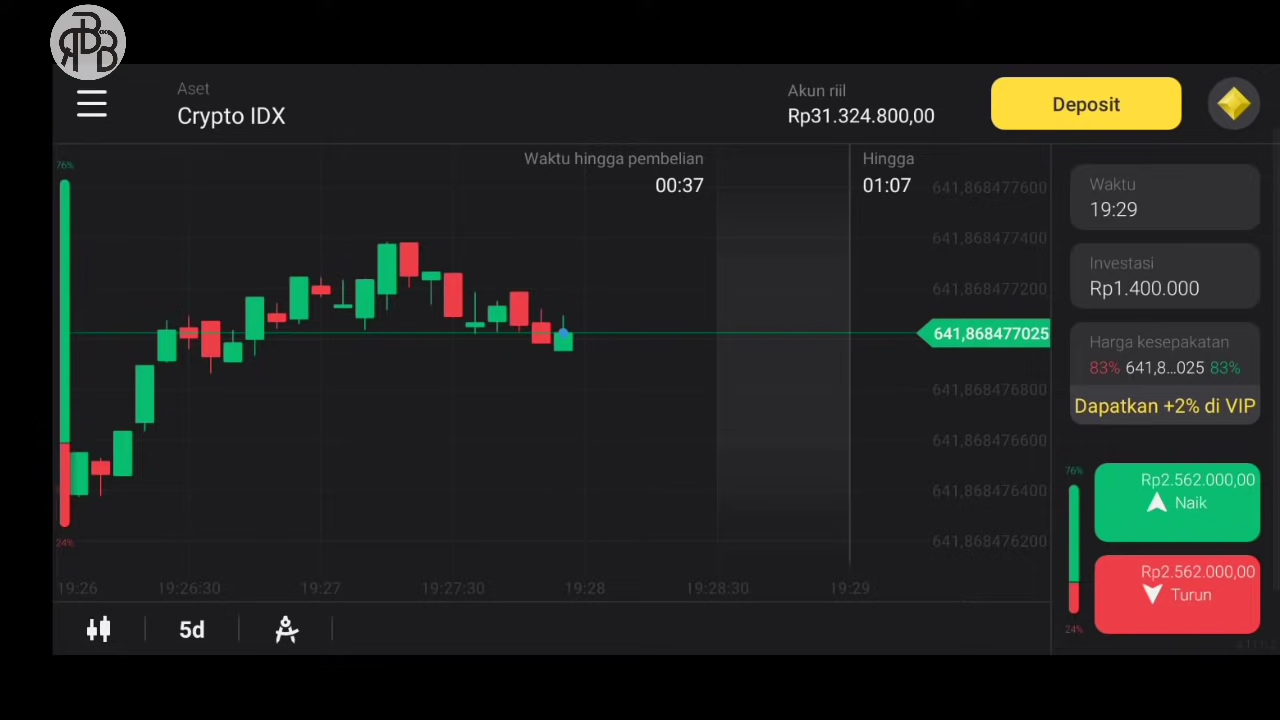 Aset
Crypto IDX
Akun riil
Rp31.324.800,00
Deposit
76%
Waktu hingga pembelian
00:37
Hingga
01:07
641,868477600
641,868477400
641,868477200
641,868477025
641,868476800
641,868476600
641,868476400
641,868476200
24%
19:26
19:26:30
19:27
19:27:30
19:28
19:28:30
19:29
5d
Waktu
19:29
Investasi
Rp1.400.000
Harga kesepakatan
83% 641,8...025 83%
Dapatkan +2% di VIP
76%
Rp2.562.000,00
Naik
Rp2.562.000,00
Turun
24%